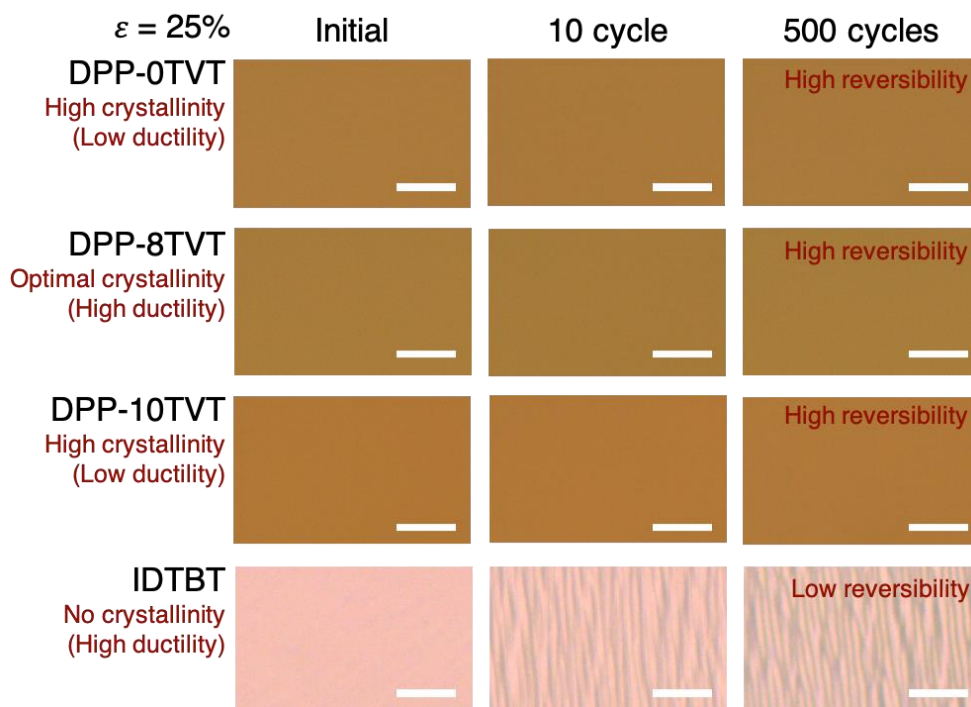 ε = 25% Initial 10 cycle 500 cycles
DPP-0TVT
High crystallinity
(Low ductility)
High reversibility
DPP-8TVT
Optimal crystallinity
(High ductility)
High reversibility
DPP-10TVT
High crystallinity
(Low ductility)
High reversibility
IDTBT
No crystallinity
(High ductility)
Low reversibility